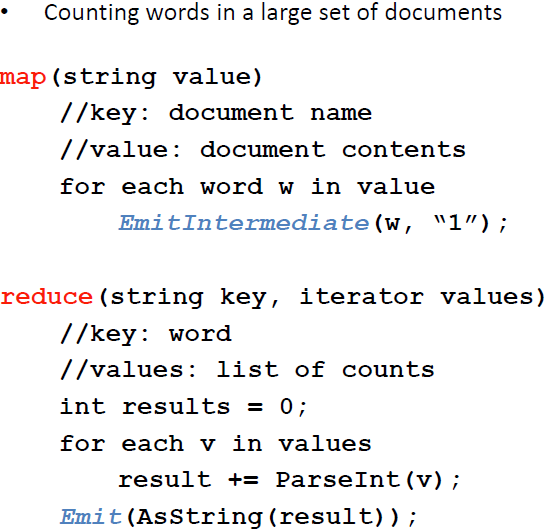 • Counting words in a large set of documents
map(string value)
//key: document name
//value: document contents
for each word w in value
EmitIntermediate(w, “1”);
reduce(string key, iterator values)
//key: word
//values: list of counts
int results = 0;
for each v in values
result += ParseInt(v);
Emit(AsString(result));